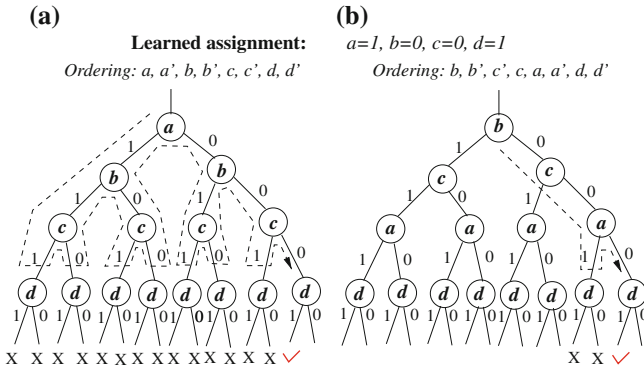 (a)
Learned assignment:
Ordering: a, a’, b, b’, c, c’, d, d’
a
1 0
b b
1 0 1 0
c c c c
1 0 1 0 1 0 1 0
d d d d d d d d
1 0 1 0 1 0 1 0 1 0 1 0 1 0 1 0
X X X X X X X X X X X X X X ✓
(b)
a=1, b=0, c=0, d=1
Ordering: b, b’, c’, c, a, a’, d, d’
b
1 0
c c
1 0 1 0
a a a a
1 0 1 0 1 0 1 0
d d d d d d d d
1 0 1 0 1 0 1 0 1 0 1 0 1 0 1 0
X X ✓